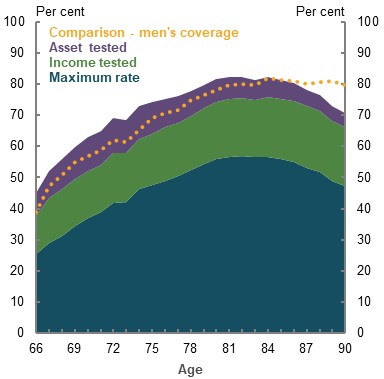 Per cent Per cent
100 100
Comparison - men's coverage
90 90
Asset tested
Income tested
Maximum rate
80 80
70 70
60 60
50 50
40 40
30 30
20 20
10 10
0 0
66 69 72 75 78 81 84 87 90
Age